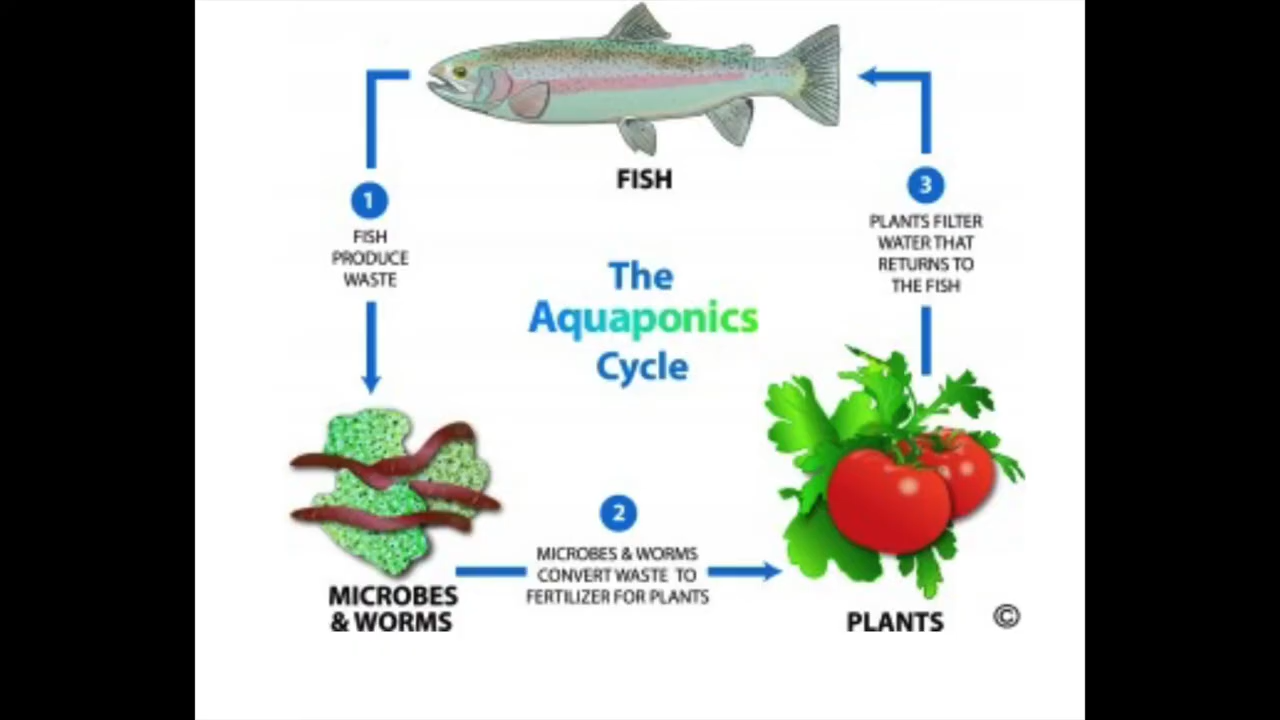 FISH
1
FISH
PRODUCE
WASTE
3
PLANTS FILTER
WATER THAT
RETURNS TO
THE FISH
The
Aquaponics
Cycle
2
MICROBES & WORMS
CONVERT WASTE TO
FERTILIZER FOR PLANTS
MICROBES
& WORMS
PLANTS
©